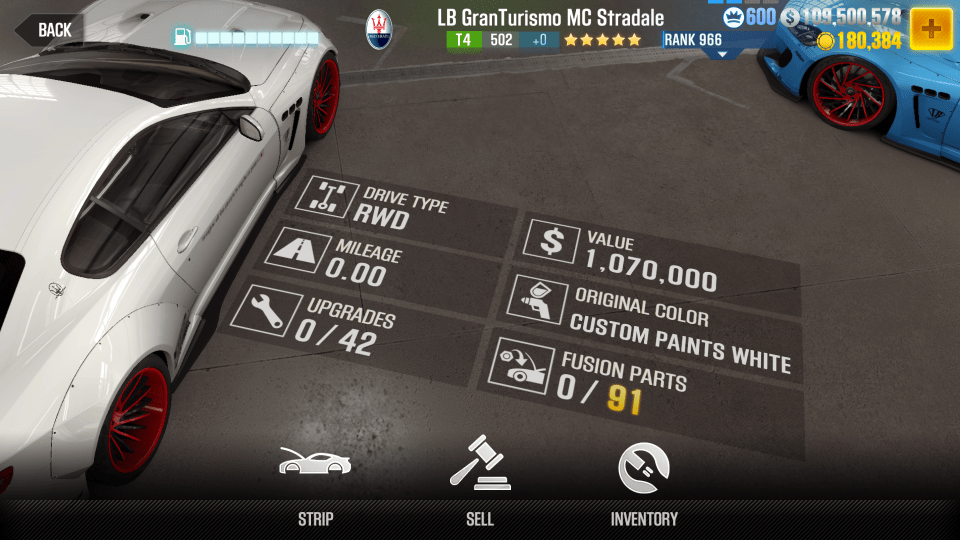 BACK
LB GranTurismo MC Stradale
T4 502 +0
RANK 966
600
109,500,578
180,384
DRIVE TYPE
RWD
MILEAGE
0.00
UPGRADES
0/42
$
VALUE
1,070,000
ORIGINAL COLOR
CUSTOM PAINTS WHITE
FUSION PARTS
0/91
STRIP
SELL
INVENTORY